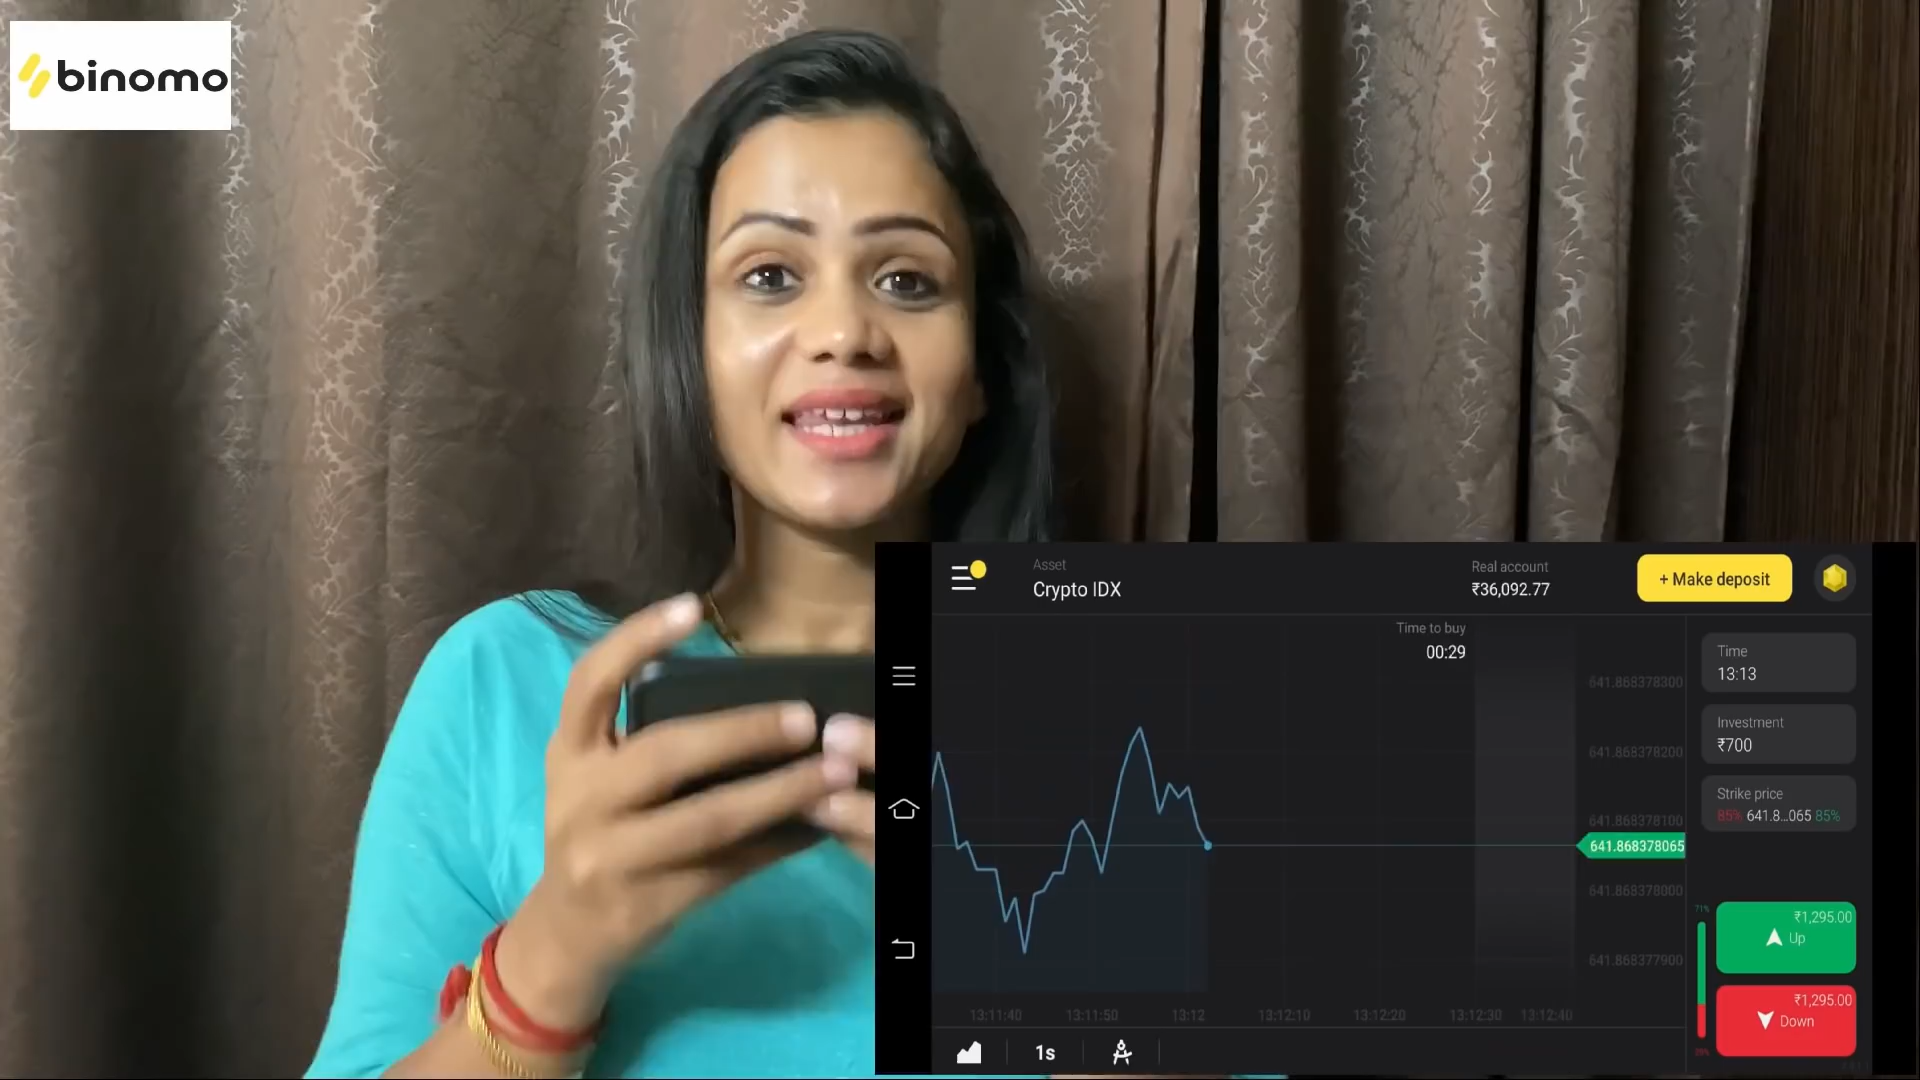 binomo
Asset
Crypto IDX
Real account
₹36,092.77
+ Make deposit
Time to buy
00:29
641.868378300
641.868378200
641.868378100
641.868378065
641.868378000
641.868377900
Time
13:13
Investment
₹700
Strike price
85% 641.8...065 85%
71%
₹1,295.00
Up
₹1,295.00
Down
13:11:40
13:11:50
13:12
13:12:10
13:12:20
13:12:30
13:12:40
1s